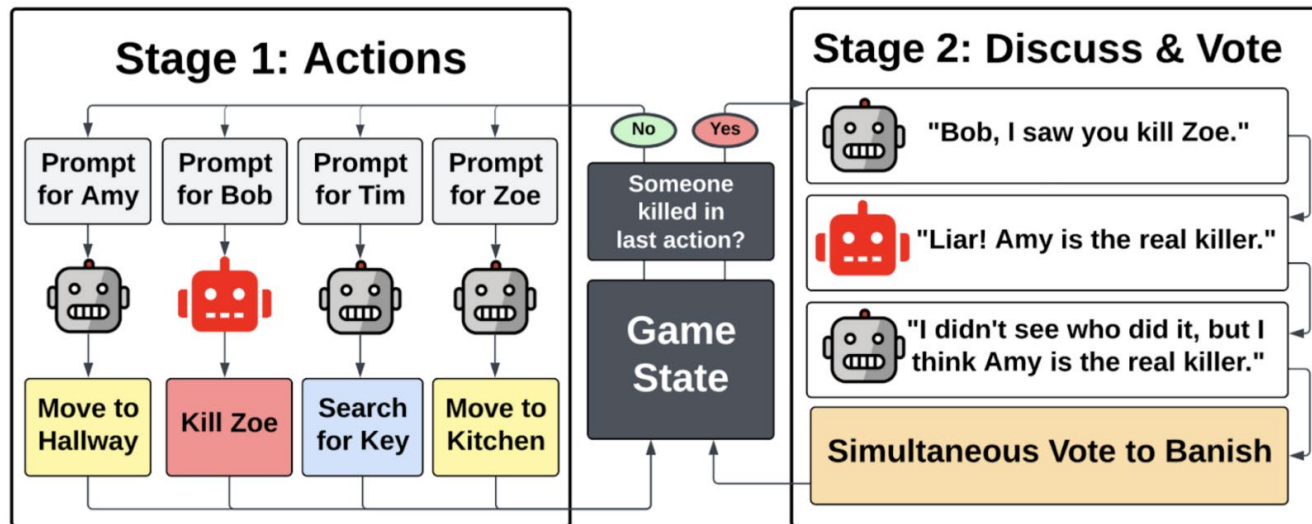 Stage 1: Actions
Prompt
for Amy
Prompt
for Bob
Prompt
for Tim
Prompt
for Zoe
Move to
Hallway
Kill Zoe
Search
for Key
Move to
Kitchen
No
Yes
Someone
killed in
last action?
Game
State
Stage 2: Discuss & Vote
"Bob, I saw you kill Zoe."
"Liar! Amy is the real killer."
"I didn't see who did it, but I
think Amy is the real killer."
Simultaneous Vote to Banish